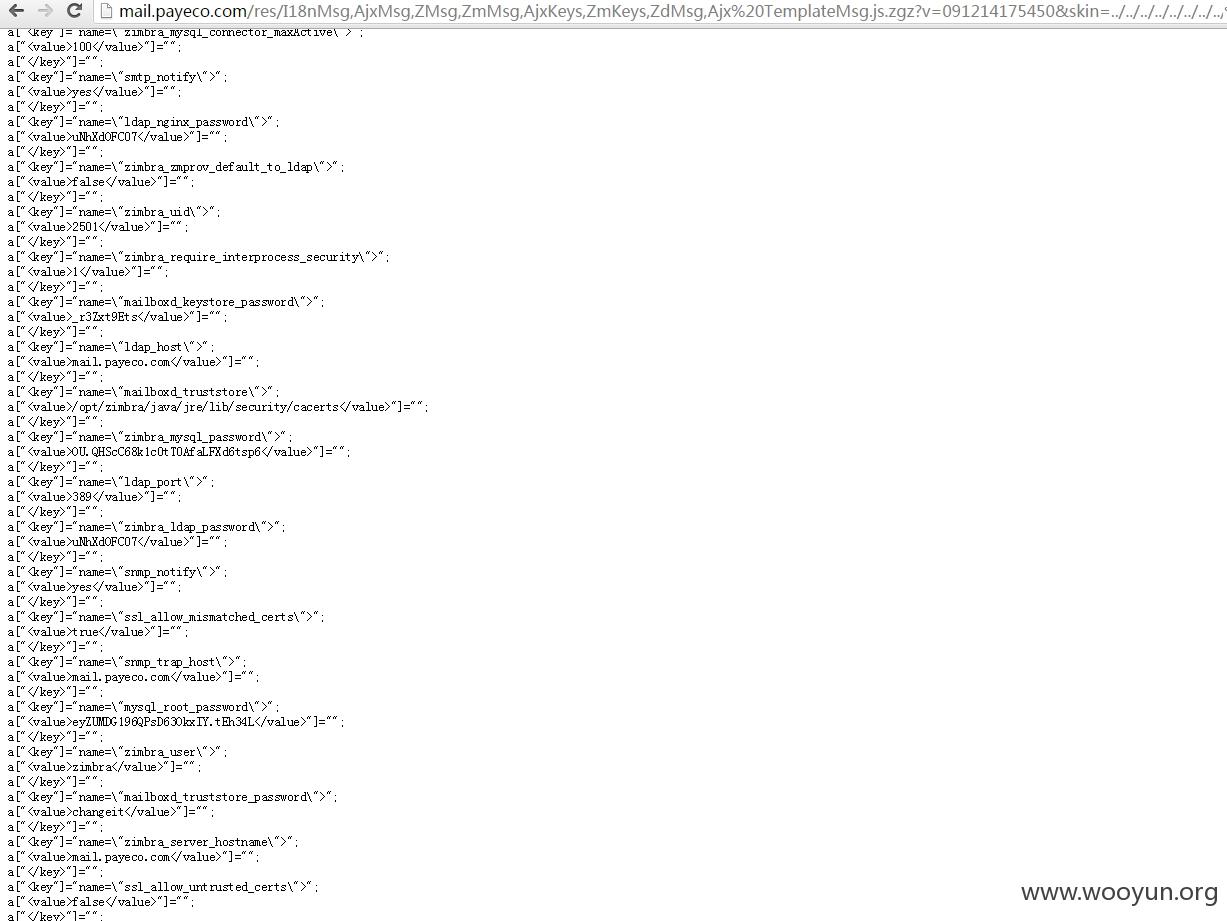 mail.payeco.com/res/I18nMsg,AjxMsg,ZMsg,ZmMsg,AjxKeys,ZmKeys,ZdMsg,Ajx%20TemplateMsg.js.zgz?v=091214175450&skin=../../../../../../../../..,
a["<key"]="name=\"zimbra_mysql_connector_maxActive\">";
a["<value>100</value>"]="";
a["</key>"]="";
a["<key"]="name=\"smtp_notify\">";
a["<value>yes</value>"]="";
a["</key>"]="";
a["<key"]="name=\"ldap_nginx_password\">";
a["<value>uNhXdOFC07</value>"]="";
a["</key>"]="";
a["<key"]="name=\"zimbra_zmprov_default_to_ldap\">";
a["<value>false</value>"]="";
a["</key>"]="";
a["<key"]="name=\"zimbra_uid\">";
a["<value>2501</value>"]="";
a["</key>"]="";
a["<key"]="name=\"zimbra_require_interprocess_security\">";
a["<value>1</value>"]="";
a["</key>"]="";
a["<key"]="name=\"mailboxd_keystore_password\">";
a["<value>_r3Zxt9Ets</value>"]="";
a["</key>"]="";
a["<key"]="name=\"ldap_host\">";
a["<value>mail.payeco.com</value>"]="";
a["</key>"]="";
a["<key"]="name=\"mailboxd_truststore\">";
a["<value>/opt/zimbra/java/jre/lib/security/cacerts</value>"]="";
a["</key>"]="";
a["<key"]="name=\"zimbra_mysql_password\">";
a["<value>OU.QHScC68k1cOtT0AfaLFXd6tsp6</value>"]="";
a["</key>"]="";
a["<key"]="name=\"ldap_port\">";
a["<value>389</value>"]="";
a["</key>"]="";
a["<key"]="name=\"zimbra_ldap_password\">";
a["<value>uNhXdOFC07</value>"]="";
a["</key>"]="";
a["<key"]="name=\"snmp_notify\">";
a["<value>yes</value>"]="";
a["</key>"]="";
a["<key"]="name=\"ssl_allow_mismatched_certs\">";
a["<value>true</value>"]="";
a["</key>"]="";
a["<key"]="name=\"snmp_trap_host\">";
a["<value>mail.payeco.com</value>"]="";
a["</key>"]="";
a["<key"]="name=\"mysql_root_password\">";
a["<value>eyZUMDG196QPsD63OkxIY.tEh34L</value>"]="";
a["</key>"]="";
a["<key"]="name=\"zimbra_user\">";
a["<value>zimbra</value>"]="";
a["</key>"]="";
a["<key"]="name=\"mailboxd_truststore_password\">";
a["<value>changeit</value>"]="";
a["</key>"]="";
a["<key"]="name=\"zimbra_server_hostname\">";
a["<value>mail.payeco.com</value>"]="";
a["</key>"]="";
a["<key"]="name=\"ssl_allow_untrusted_certs\">";
a["<value>false</value>"]="";
a["</key>"]="";
www.wooyun.org